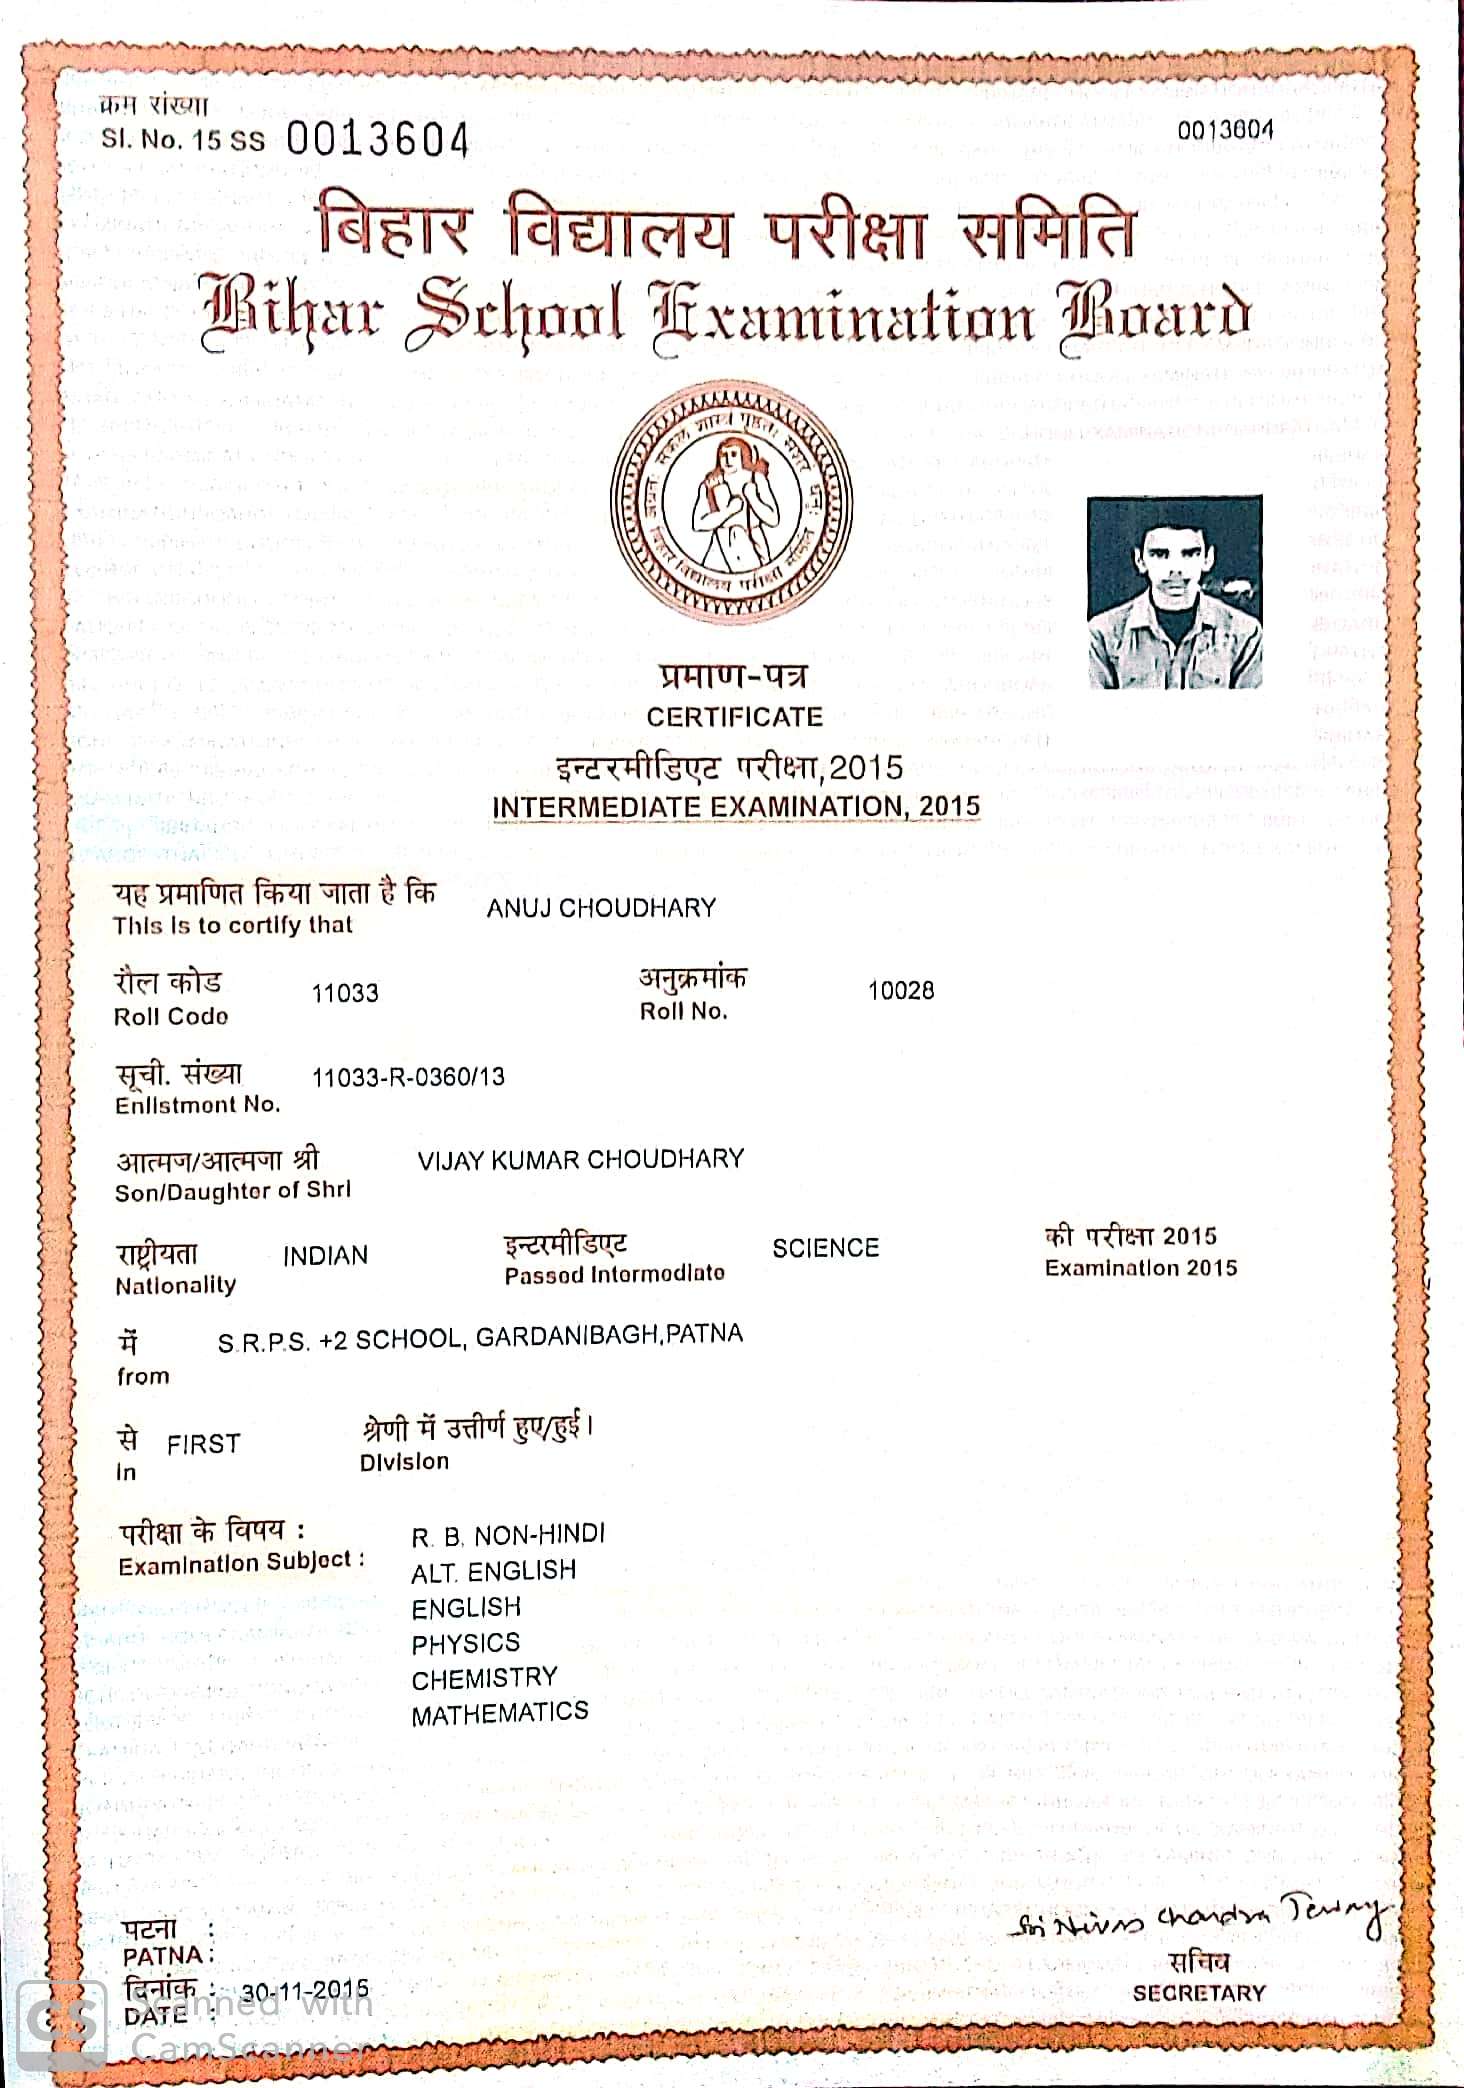 क्रम संख्या
Sl. No. 15 SS 0013604
0013604
बिहार विद्यालय परीक्षा समिति
Bihar School Examination Board
बिहार विद्यालय परीक्षा समिति
प्रमाण-पत्र
CERTIFICATE
इन्टरमीडिएट परीक्षा,2015
INTERMEDIATE EXAMINATION, 2015
यह प्रमाणित किया जाता है कि ANUJ CHOUDHARY
This is to certify that
रौल कोड 11033 अनुक्रमांक 10028
Roll Code Roll No.
सूची. संख्या 11033-R-0360/13
Enlistment No.
आत्मज/आत्मजा श्री VIJAY KUMAR CHOUDHARY
Son/Daughter of Shri
राष्ट्रीयता INDIAN इन्टरमीडिएट SCIENCE की परीक्षा 2015
Nationality Passed Intermediate Examination 2015
में S.R.P.S. +2 SCHOOL, GARDANIBAGH,PATNA
from
से FIRST श्रेणी में उत्तीर्ण हुए/हुई।
In Division
परीक्षा के विषय : R. B. NON-HINDI
Examination Subject :
ALT. ENGLISH
ENGLISH
PHYSICS
CHEMISTRY
MATHEMATICS
पटना :
PATNA :
दिनांक : 30-11-2015
DATE :
सचिव
SECRETARY
CS Scanned with
CamScanner